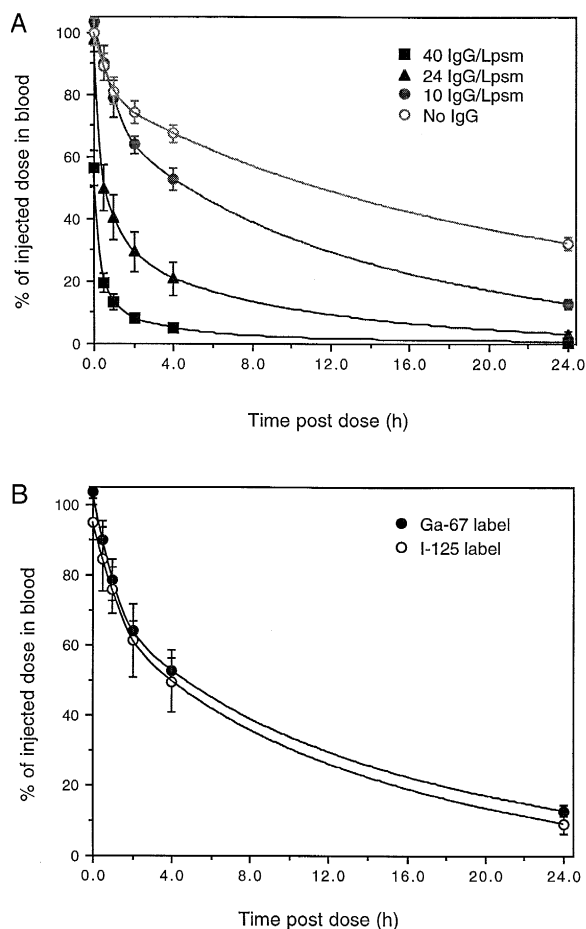 A
100
80
60
40
20
0
% of injected dose in blood
40 IgG/Lpsm
24 IgG/Lpsm
10 IgG/Lpsm
No IgG
0.0 4.0 8.0 12.0 16.0 20.0 24.0
Time post dose (h)
B
100
80
60
40
20
0
% of injected dose in blood
Ga-67 label
I-125 label
0.0 4.0 8.0 12.0 16.0 20.0 24.0
Time post dose (h)